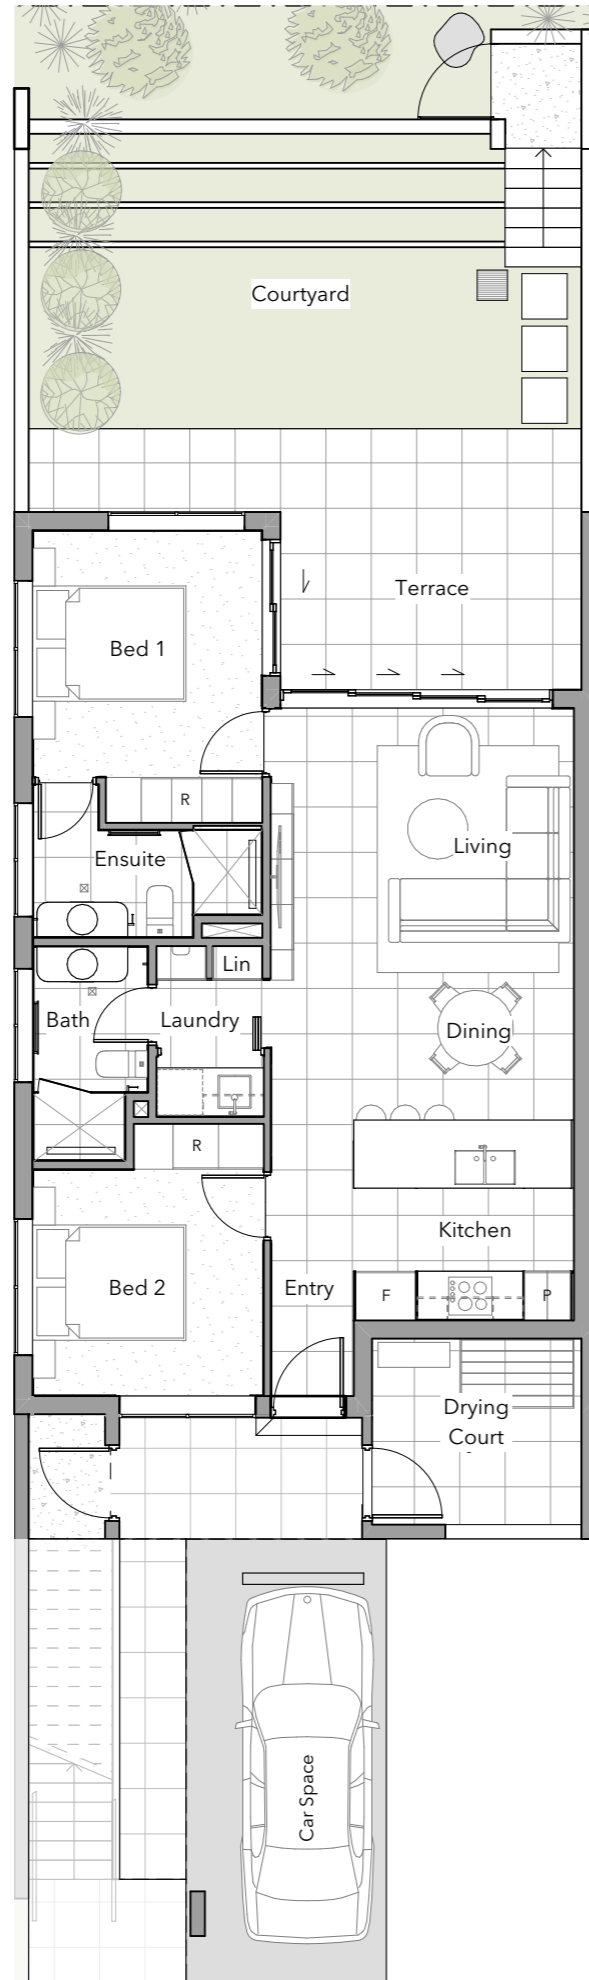 Courtyard
Terrace
Bed 1
R
Living
Ensuite
Lin
Bath
Laundry
Dining
R
Kitchen
Bed 2
Entry
F
P
Drying
Court
Car Space